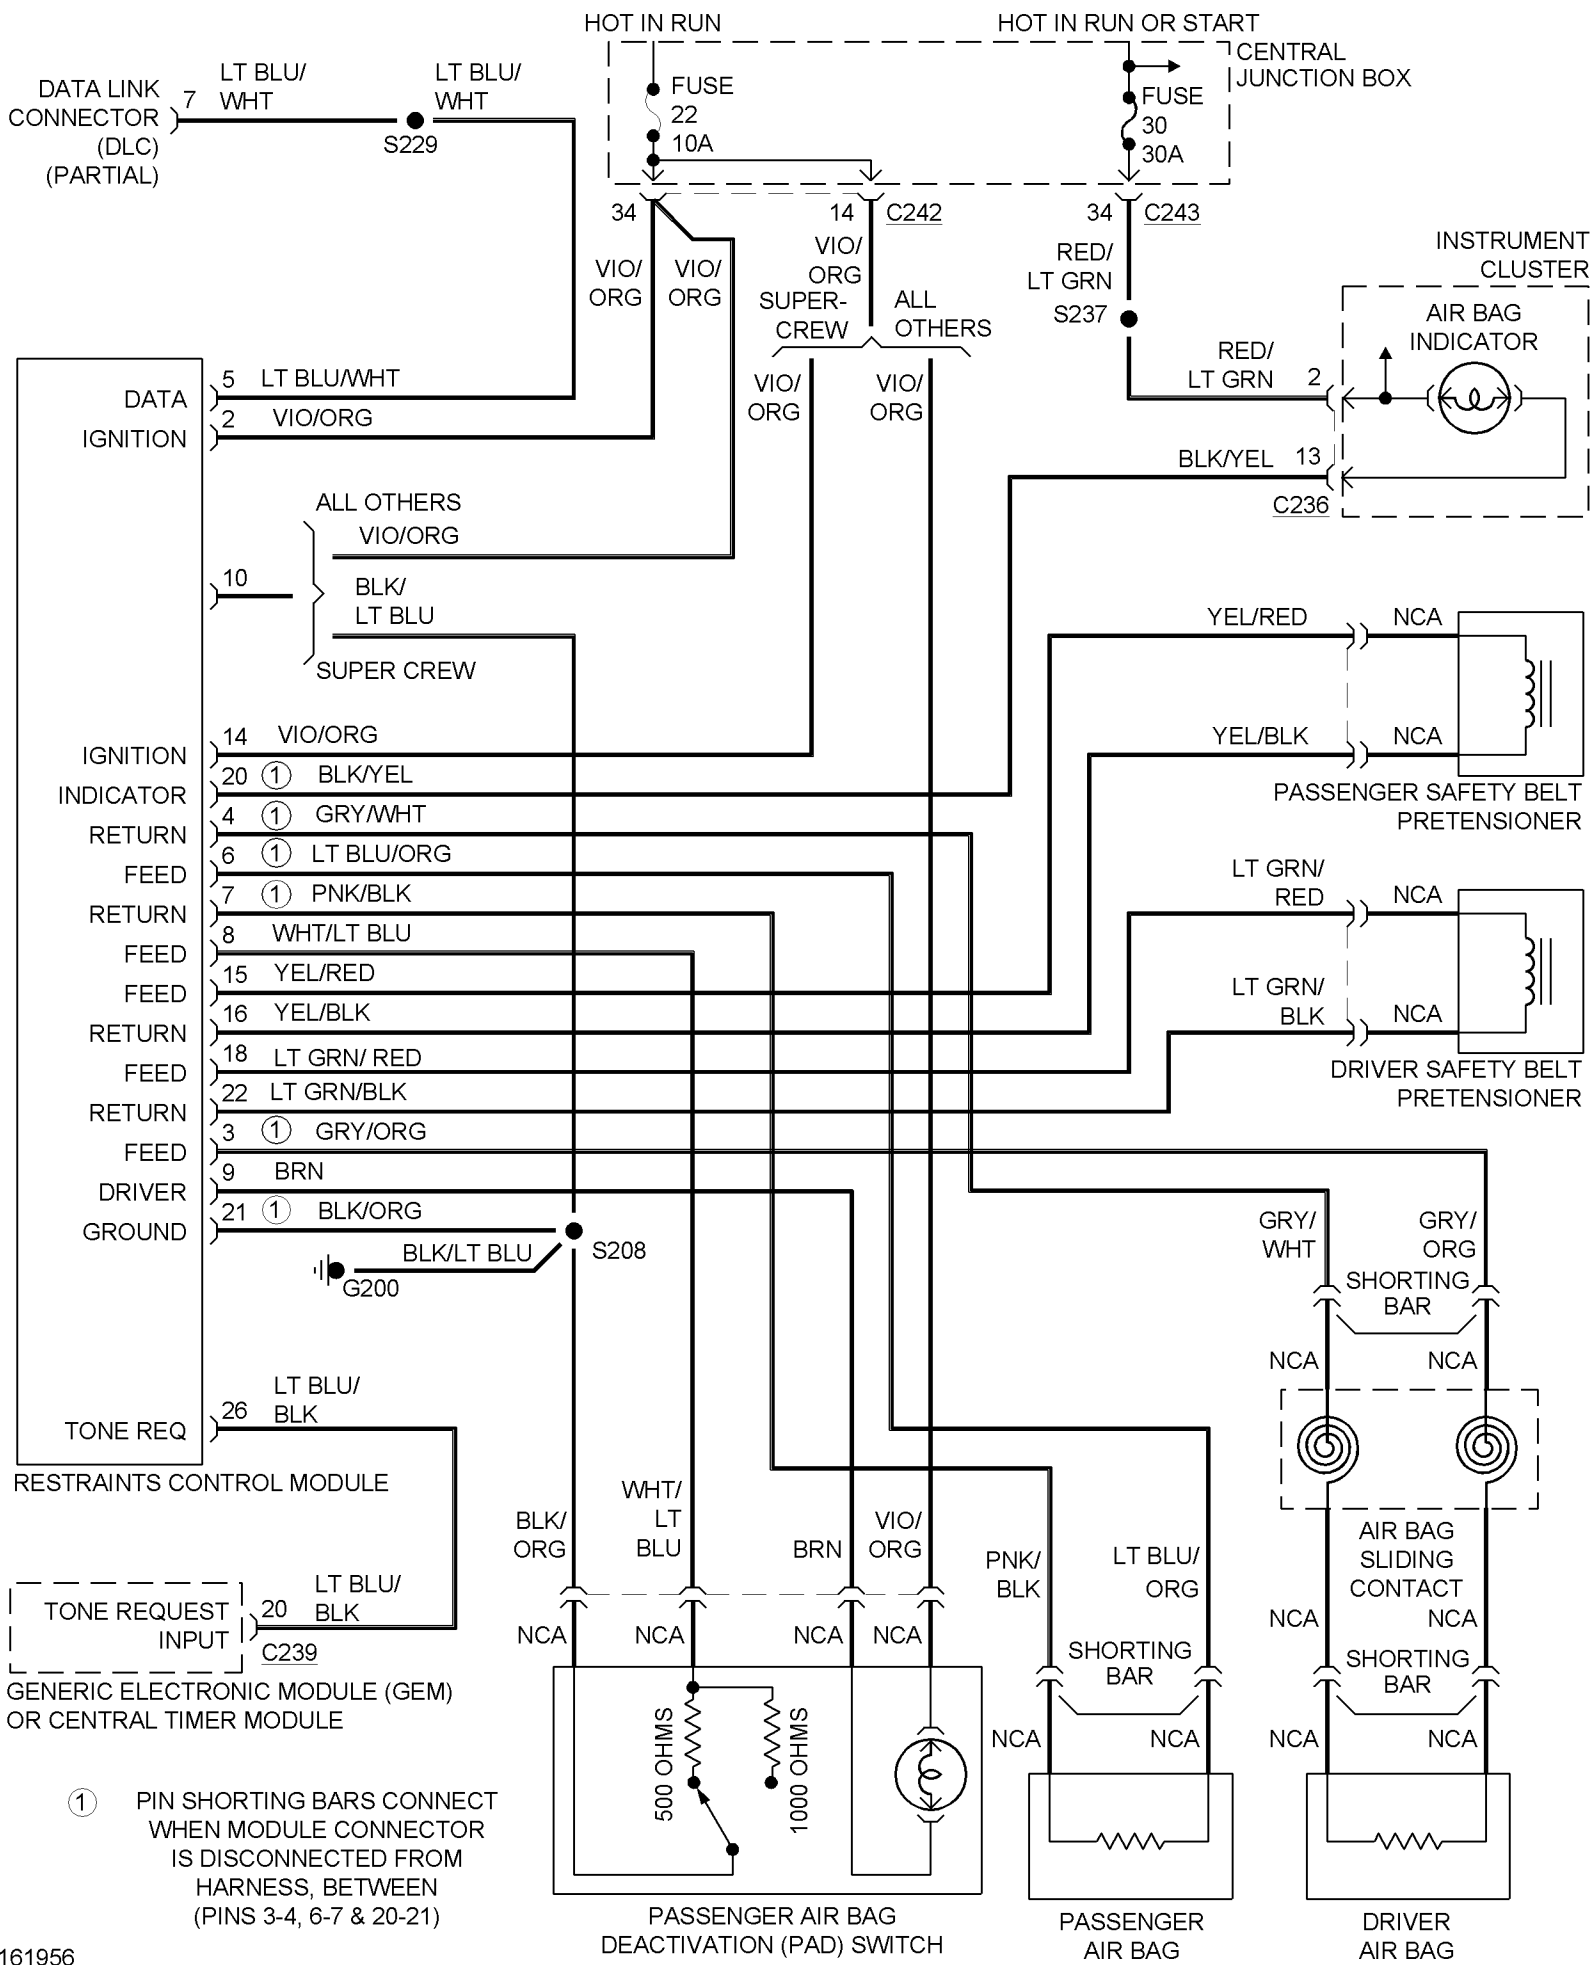 HOT IN RUN
HOT IN RUN OR START
CENTRAL
JUNCTION BOX
FUSE
22
10A
FUSE
30
30A
DATA LINK
CONNECTOR
(DLC)
(PARTIAL)
7
LT BLU/
WHT
LT BLU/
WHT
S229
34
14
C242
34
C243
VIO/
ORG
VIO/
ORG
VIO/
ORG
SUPER-
CREW
ALL
OTHERS
VIO/
ORG
VIO/
ORG
RED/
LT GRN
S237
RED/
LT GRN
2
INSTRUMENT
CLUSTER
AIR BAG
INDICATOR
BLK/YEL
13
C236
DATA
5
LT BLU/WHT
IGNITION
2
VIO/ORG
ALL OTHERS
VIO/ORG
10
BLK/
LT BLU
SUPER CREW
IGNITION
14
VIO/ORG
INDICATOR
20
1
BLK/YEL
RETURN
4
1
GRY/WHT
FEED
6
1
LT BLU/ORG
RETURN
7
1
PNK/BLK
FEED
8
WHT/LT BLU
FEED
15
YEL/RED
RETURN
16
YEL/BLK
FEED
18
LT GRN/ RED
RETURN
22
LT GRN/BLK
FEED
3
1
GRY/ORG
DRIVER
9
BRN
GROUND
21
1
BLK/ORG
S208
BLK/LT BLU
G200
TONE REQ
26
LT BLU/
BLK
RESTRAINTS CONTROL MODULE
YEL/RED
NCA
YEL/BLK
NCA
PASSENGER SAFETY BELT
PRETENSIONER
LT GRN/
RED
NCA
LT GRN/
BLK
NCA
DRIVER SAFETY BELT
PRETENSIONER
GRY/
WHT
GRY/
ORG
SHORTING
BAR
NCA
NCA
AIR BAG
SLIDING
CONTACT
NCA
NCA
SHORTING
BAR
NCA
NCA
DRIVER
AIR BAG
BLK/
ORG
WHT/
LT
BLU
BRN
VIO/
ORG
PNK/
BLK
LT BLU/
ORG
NCA
NCA
NCA
NCA
SHORTING
BAR
NCA
NCA
500 OHMS
1000 OHMS
PASSENGER AIR BAG
DEACTIVATION (PAD) SWITCH
PASSENGER
AIR BAG
TONE REQUEST
INPUT
20
LT BLU/
BLK
C239
GENERIC ELECTRONIC MODULE (GEM)
OR CENTRAL TIMER MODULE
1
PIN SHORTING BARS CONNECT
WHEN MODULE CONNECTOR
IS DISCONNECTED FROM
HARNESS, BETWEEN
(PINS 3-4, 6-7 & 20-21)
161956